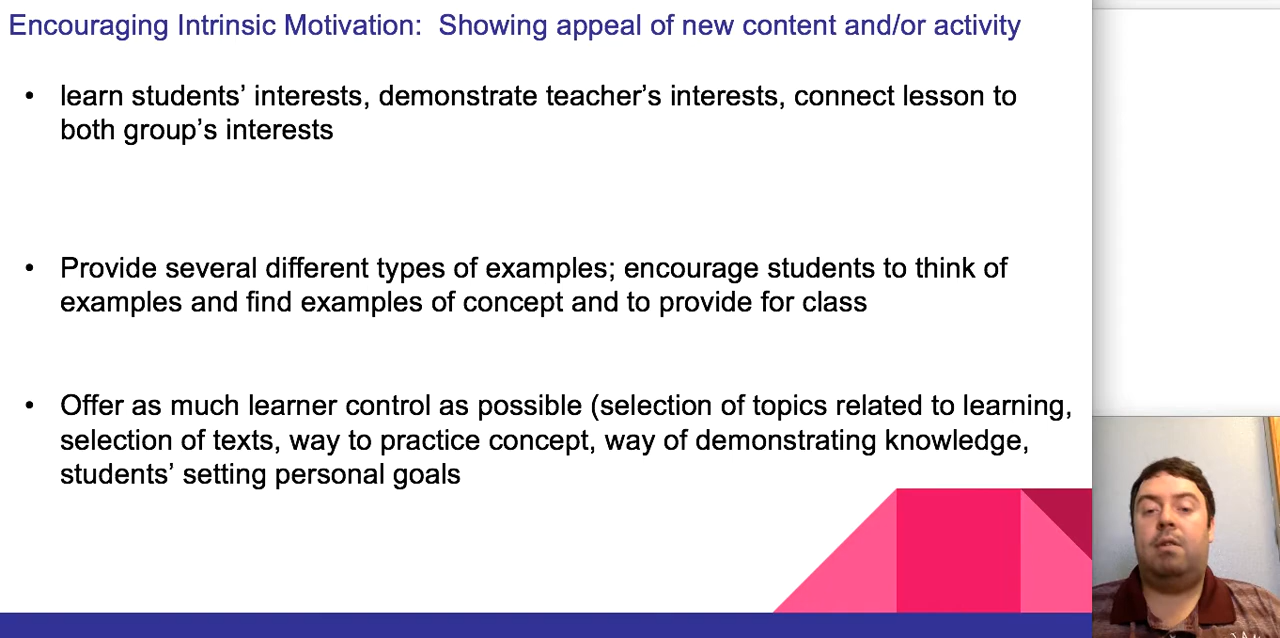 Encouraging Intrinsic Motivation:  Showing appeal of new content and/or activity
• learn students’ interests, demonstrate teacher’s interests, connect lesson to
both group’s interests
• Provide several different types of examples; encourage students to think of
examples and find examples of concept and to provide for class
• Offer as much learner control as possible (selection of topics related to learning,
selection of texts, way to practice concept, way of demonstrating knowledge,
students’ setting personal goals